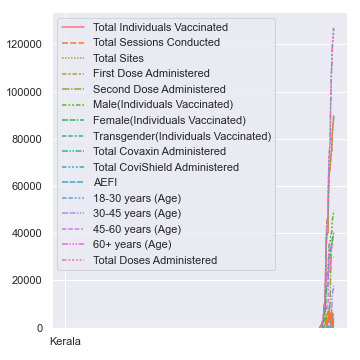 120000
100000
80000
60000
40000
20000
0
Total Individuals Vaccinated
Total Sessions Conducted
Total Sites
First Dose Administered
Second Dose Administered
Male(Individuals Vaccinated)
Female(Individuals Vaccinated)
Transgender(Individuals Vaccinated)
Total Covaxin Administered
Total CoviShield Administered
AEFI
18-30 years (Age)
30-45 years (Age)
45-60 years (Age)
60+ years (Age)
Total Doses Administered
Kerala